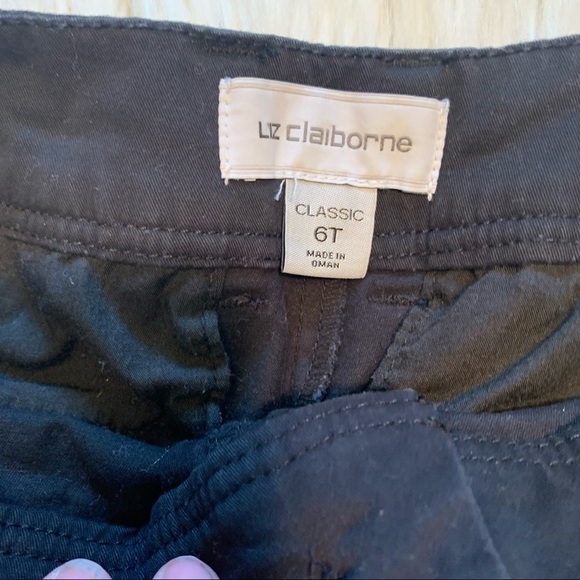 LIZ claiborne
CLASSIC
6T
MADE IN
OMAN